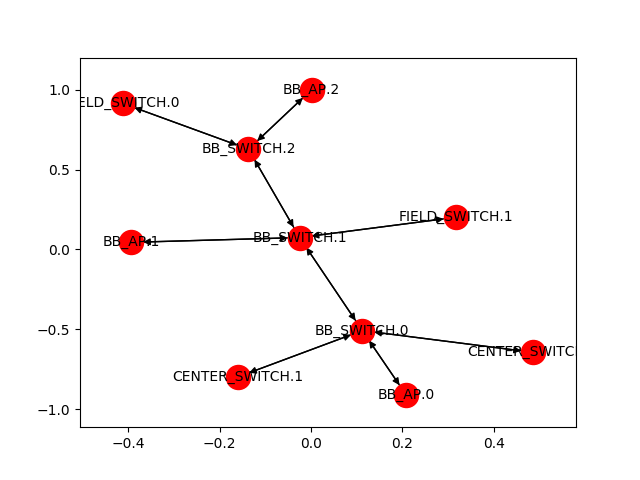 1.0
0.5
0.0
−0.5
−1.0
ELD_SWITCH.0
BB_AP.2
BB_SWITCH.2
FIELD_SWITCH.1
BB_AP.1
BB_SWITCH.1
BB_SWITCH.0
CENTER_SWITC
CENTER_SWITCH.1
BB_AP.0
−0.4
−0.2
0.0
0.2
0.4